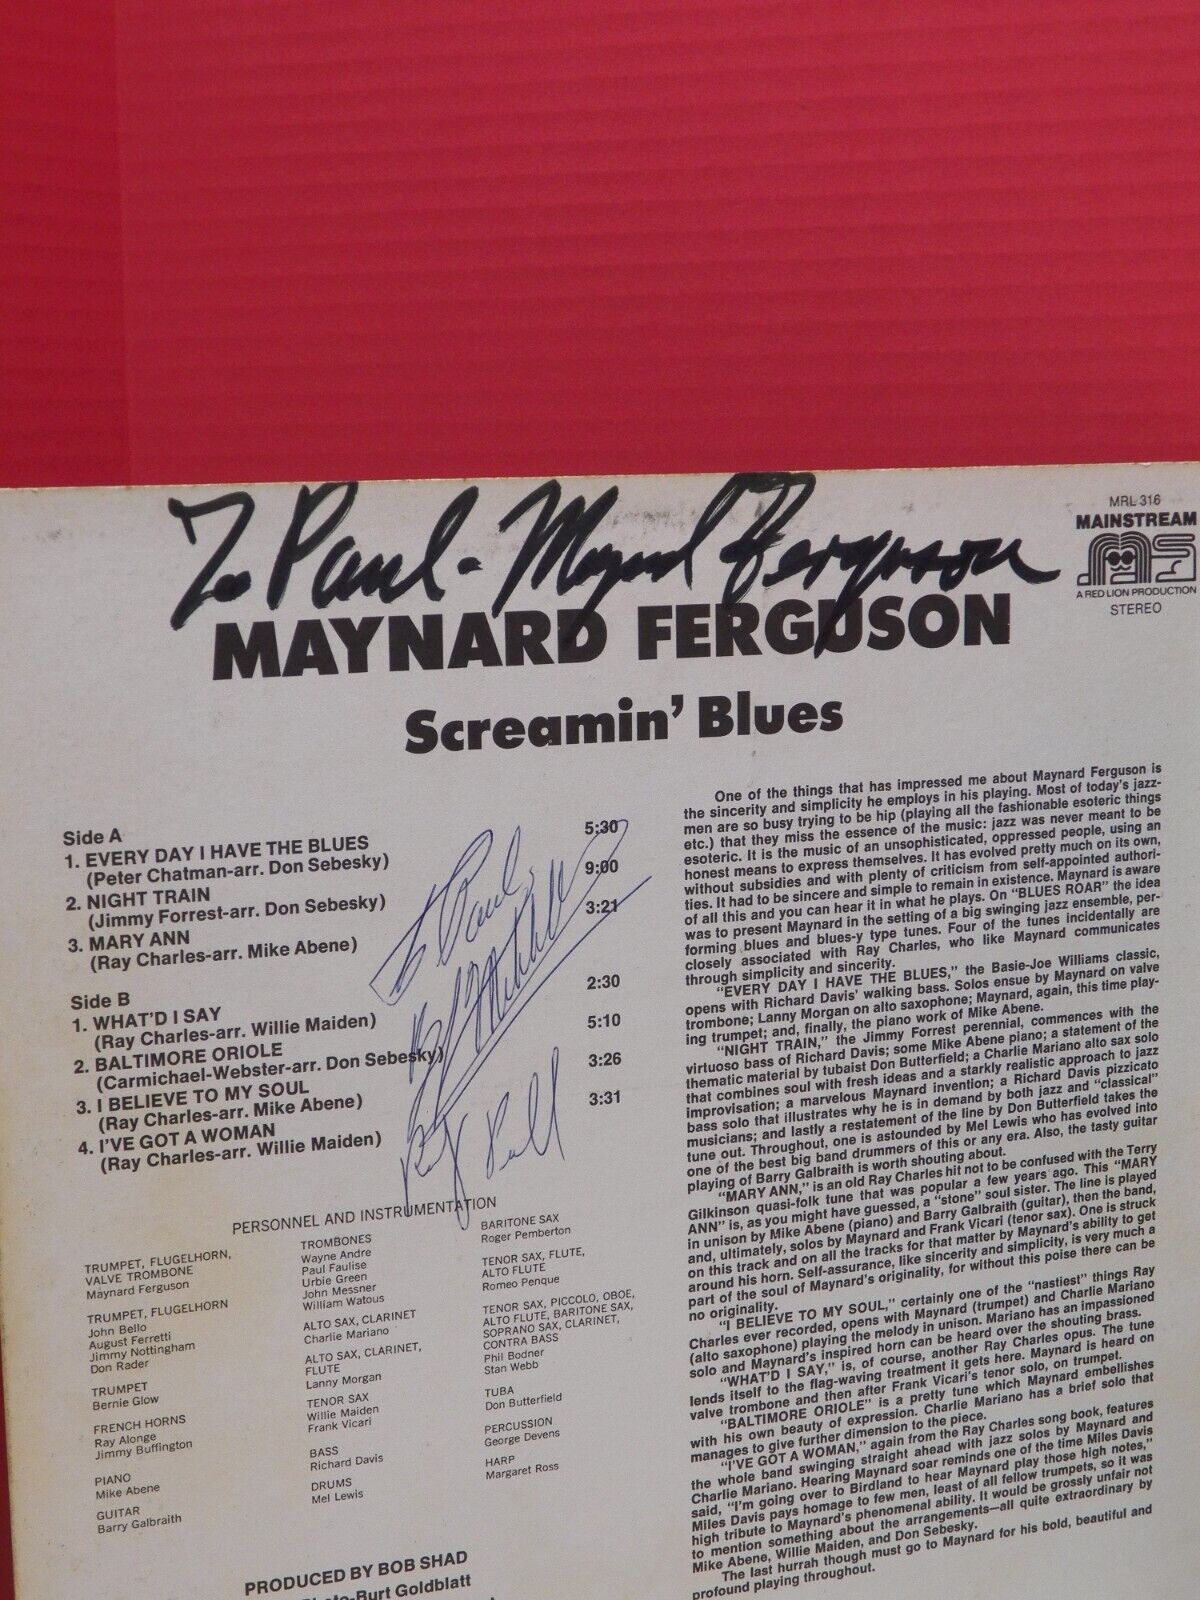 To Paul - Maynard Ferguson
MRL 316
MAINSTREAM
A RED LION PRODUCTION
STEREO
MAYNARD FERGUSON
Screamin' Blues
Side A
1. EVERY DAY I HAVE THE BLUES 5:30
(Peter Chatman-arr. Don Sebesky)
2. NIGHT TRAIN 9:00
(Jimmy Forrest-arr. Don Sebesky)
3. MARY ANN 3:21
(Ray Charles-arr. Mike Abene)
Side B
1. WHAT'D I SAY 2:30
(Ray Charles-arr. Willie Maiden)
2. BALTIMORE ORIOLE 5:10
(Carmichael-Webster-arr. Don Sebesky)
3. I BELIEVE TO MY SOUL 3:26
(Ray Charles-arr. Mike Abene)
4. I'VE GOT A WOMAN 3:31
(Ray Charles-arr. Willie Maiden)
To Paul,
PERSONNEL AND INSTRUMENTATION
TRUMPET, FLUGELHORN,
VALVE TROMBONE
Maynard Ferguson
TRUMPET, FLUGELHORN
John Bello
August Ferretti
Jimmy Nottingham
Don Rader
TRUMPET
Bernie Glow
FRENCH HORNS
Ray Alonge
Jimmy Buffington
PIANO
Mike Abene
GUITAR
Barry Galbraith
TROMBONES
Wayne Andre
Paul Faulise
Urbie Green
John Messner
William Watous
ALTO SAX, CLARINET
Charlie Mariano
ALTO SAX, CLARINET,
FLUTE
Lanny Morgan
TENOR SAX
Willie Maiden
Frank Vicari
BASS
Richard Davis
DRUMS
Mel Lewis
BARITONE SAX
Roger Pemberton
TENOR SAX, FLUTE,
ALTO FLUTE
Romeo Penque
TENOR SAX, PICCOLO, OBOE,
ALTO FLUTE, BARITONE SAX,
SOPRANO SAX, CLARINET,
CONTRA BASS
Phil Bodner
Stan Webb
TUBA
Don Butterfield
PERCUSSION
George Devens
HARP
Margaret Ross
PRODUCED BY BOB SHAD
Photo-Burt Goldblatt
One of the things that has impressed me about Maynard Ferguson is
the sincerity and simplicity he employs in his playing. Most of today's jazz-
men are so busy trying to be hip (playing all the fashionable esoteric things
etc.) that they miss the essence of the music: jazz was never meant to be
esoteric. It is the music of an unsophisticated, oppressed people, using an
honest means to express themselves. It has evolved pretty much on its own,
without subsidies and with plenty of criticism from self-appointed authori-
ties. It had to be sincere and simple to remain in existence. Maynard is aware
of all this and you can hear it in what he plays. On "BLUES ROAR" the idea
was to present Maynard in the setting of a big swinging jazz ensemble, per-
forming blues and blues-y type tunes. Four of the tunes incidentally are
closely associated with Ray Charles, who like Maynard communicates
through simplicity and sincerity.
"EVERY DAY I HAVE THE BLUES," the Basie-Joe Williams classic,
opens with Richard Davis' walking bass. Solos ensue by Maynard on valve
trombone; Lanny Morgan on alto saxophone; Maynard, again, this time play-
ing trumpet; and, finally, the piano work of Mike Abene.
"NIGHT TRAIN," the Jimmy Forrest perennial, commences with the
virtuoso bass of Richard Davis; some Mike Abene piano; a statement of the
thematic material by tubaist Don Butterfield; a Charlie Mariano alto sax solo
that combines soul with fresh ideas and a starkly realistic approach to jazz
improvisation; a marvelous Maynard invention; a Richard Davis pizzicato
bass solo that illustrates why he is in demand by both jazz and "classical"
musicians; and lastly a restatement of the line by Don Butterfield takes the
tune out. Throughout, one is astounded by Mel Lewis who has evolved into
one of the best big band drummers of this or any era. Also, the tasty guitar
playing of Barry Galbraith is worth shouting about.
"MARY ANN," is an old Ray Charles hit not to be confused with the Terry
Gilkinson quasi-folk tune that was popular a few years ago. This "MARY
ANN" is, as you might have guessed, a "stone" soul sister. The line is played
in unison by Mike Abene (piano) and Barry Galbraith (guitar), then the band,
and, ultimately, solos by Maynard and Frank Vicari (tenor sax). One is struck
on this track and on all the tracks for that matter by Maynard's ability to get
around his horn. Self-assurance, like sincerity and simplicity, is very much a
part of the soul of Maynard's originality, for without this poise there can be
no originality.
"I BELIEVE TO MY SOUL," certainly one of the "nastiest" things Ray
Charles ever recorded, opens with Maynard (trumpet) and Charlie Mariano
(alto saxophone) playing the melody in unison. Mariano has an impassioned
solo and Maynard's inspired horn can be heard over the shouting brass.
"WHAT'D I SAY," is, of course, another Ray Charles opus. The tune
lends itself to the flag-waving treatment it gets here. Maynard is heard on
valve trombone and then after Frank Vicari's tenor solo, on trumpet.
"BALTIMORE ORIOLE" is a pretty tune which Maynard embellishes
with his own beauty of expression. Charlie Mariano has a brief solo that
manages to give further dimension to the piece.
"I'VE GOT A WOMAN," again from the Ray Charles song book, features
the whole band swinging straight ahead with jazz solos by Maynard and
Charlie Mariano. Hearing Maynard soar reminds one of the time Miles Davis
said, "I'm going over to Birdland to hear Maynard play those high notes,"
Miles Davis pays homage to few men, least of all fellow trumpets, so it was
high tribute to Maynard's phenomenal ability. It would be grossly unfair not
to mention something about the arrangements—all quite extraordinary by
Mike Abene, Willie Maiden, and Don Sebesky.
The last hurrah though must go to Maynard for his bold, beautiful and
profound playing throughout.